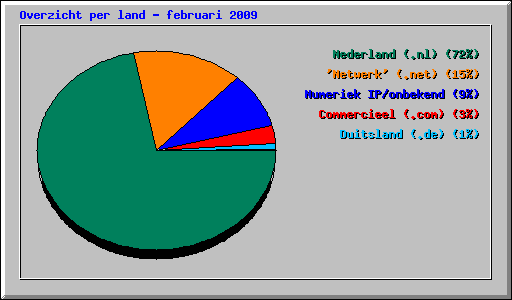 Overzicht per land - februari 2009
Nederland (.nl) (72%)
'Netwerk' (.net) (15%)
Numeriek IP/onbekend (9%)
Commercieel (.com) (3%)
Duitsland (.de) (1%)